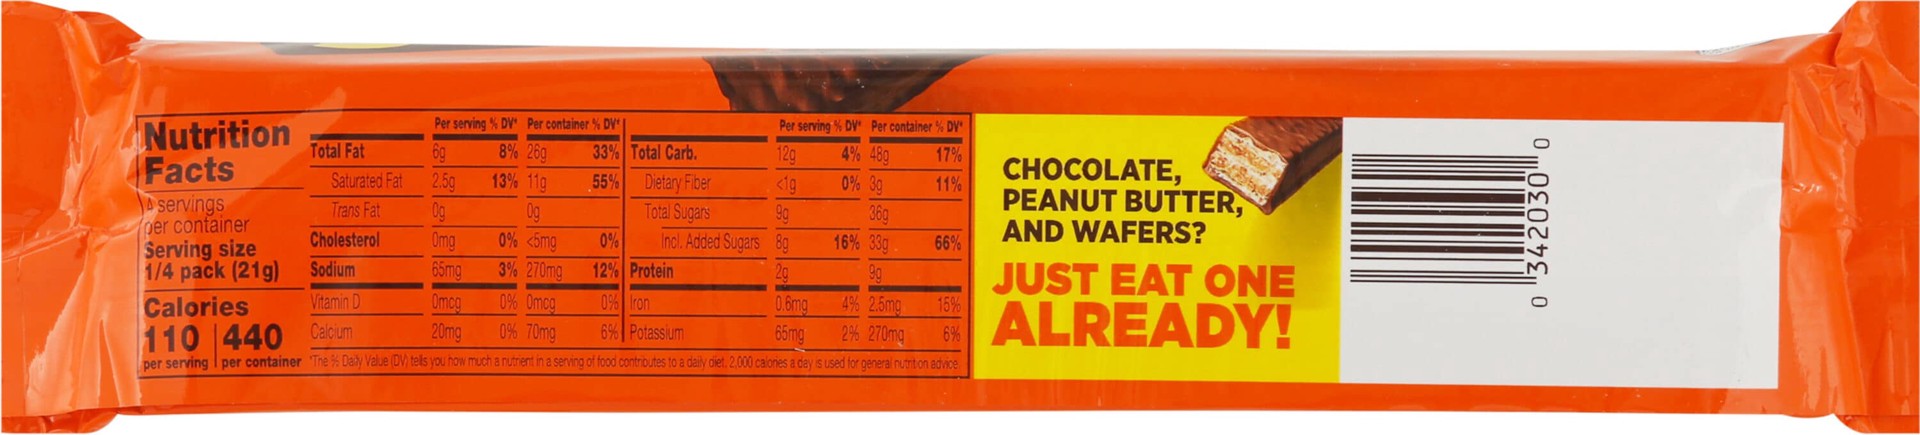 Nutrition
Facts
4 servings
per container
Serving size
1/4 pack (21g)
Calories
110 440
per serving per container
Per serving % DV* Per container % DV*
Total Fat 6g 8% 26g 33%
Saturated Fat 2.5g 13% 11g 55%
Trans Fat 0g 0g
Cholesterol 0mg 0% <5mg 0%
Sodium 65mg 3% 270mg 12%
Vitamin D 0mcg 0% 0mcg 0%
Calcium 20mg 0% 70mg 6%
Per serving % DV* Per container % DV*
Total Carb. 12g 4% 48g 17%
Dietary Fiber <1g 0% 3g 11%
Total Sugars 9g 36g
Incl. Added Sugars 8g 16% 33g 66%
Protein 2g 9g
Iron 0.6mg 4% 2.5mg 15%
Potassium 65mg 2% 270mg 6%
*The % Daily Value (DV) tells you how much a nutrient in a serving of food contributes to a daily diet. 2,000 calories a day is used for general nutrition advice.
CHOCOLATE,
PEANUT BUTTER,
AND WAFERS?
JUST EAT ONE
ALREADY!
0 342030 0